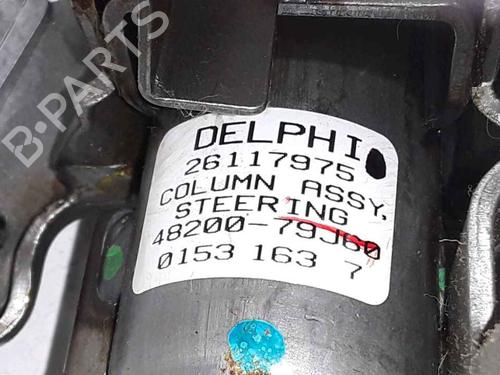 B-PARTS
DELPHI
26117975
COLUMN ASSY,
STEERING
48200-79J60
0153 163 7